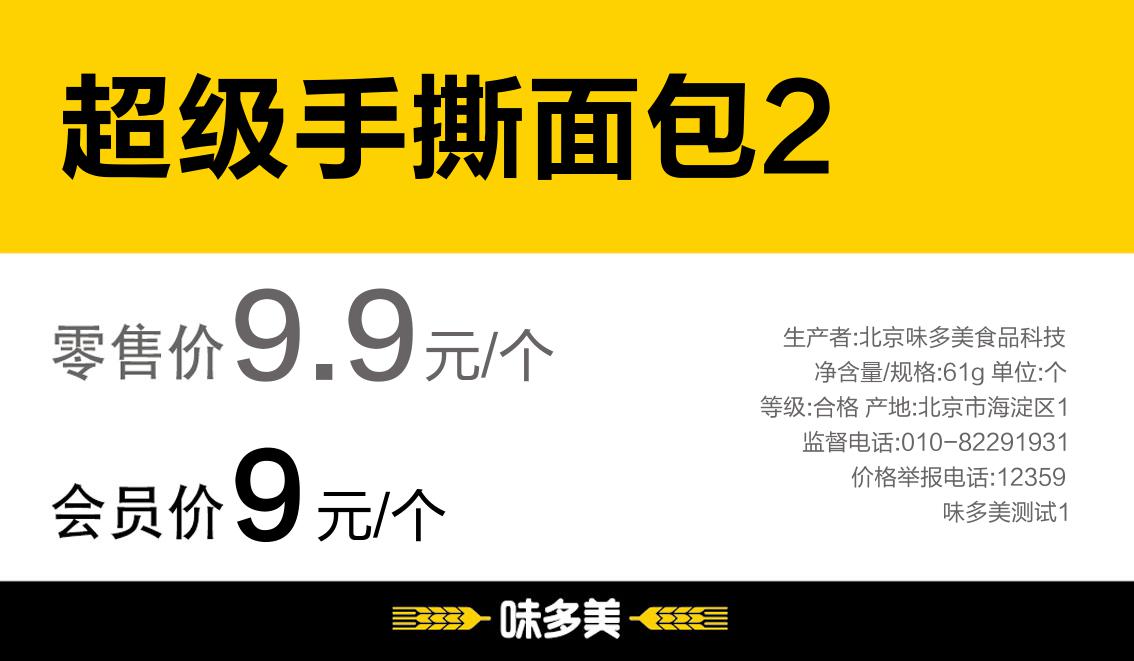 超级手撕面包2
零售价9.9元/个
会员价9元/个
生产者:北京味多美食品科技
净含量/规格:61g 单位:个
等级:合格 产地:北京市海淀区1
监督电话:010-82291931
价格举报电话:12359
味多美测试1
味多美